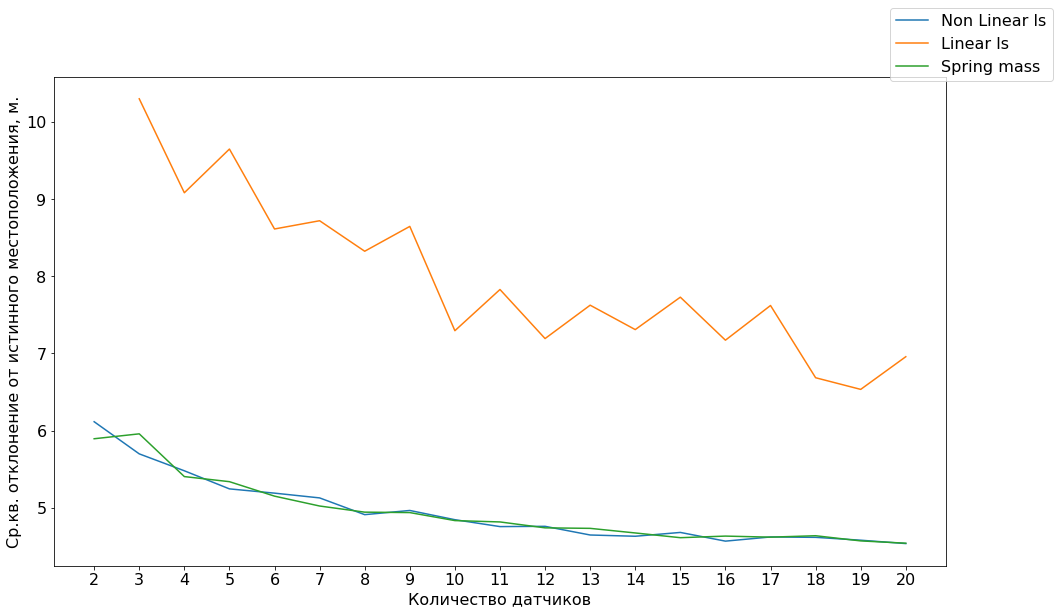 Non Linear ls
Linear ls
Spring mass
Ср.кв. отклонение от истинного местоположения, м.
10
9
8
7
6
5
2 3 4 5 6 7 8 9 10 11 12 13 14 15 16 17 18 19 20
Количество датчиков